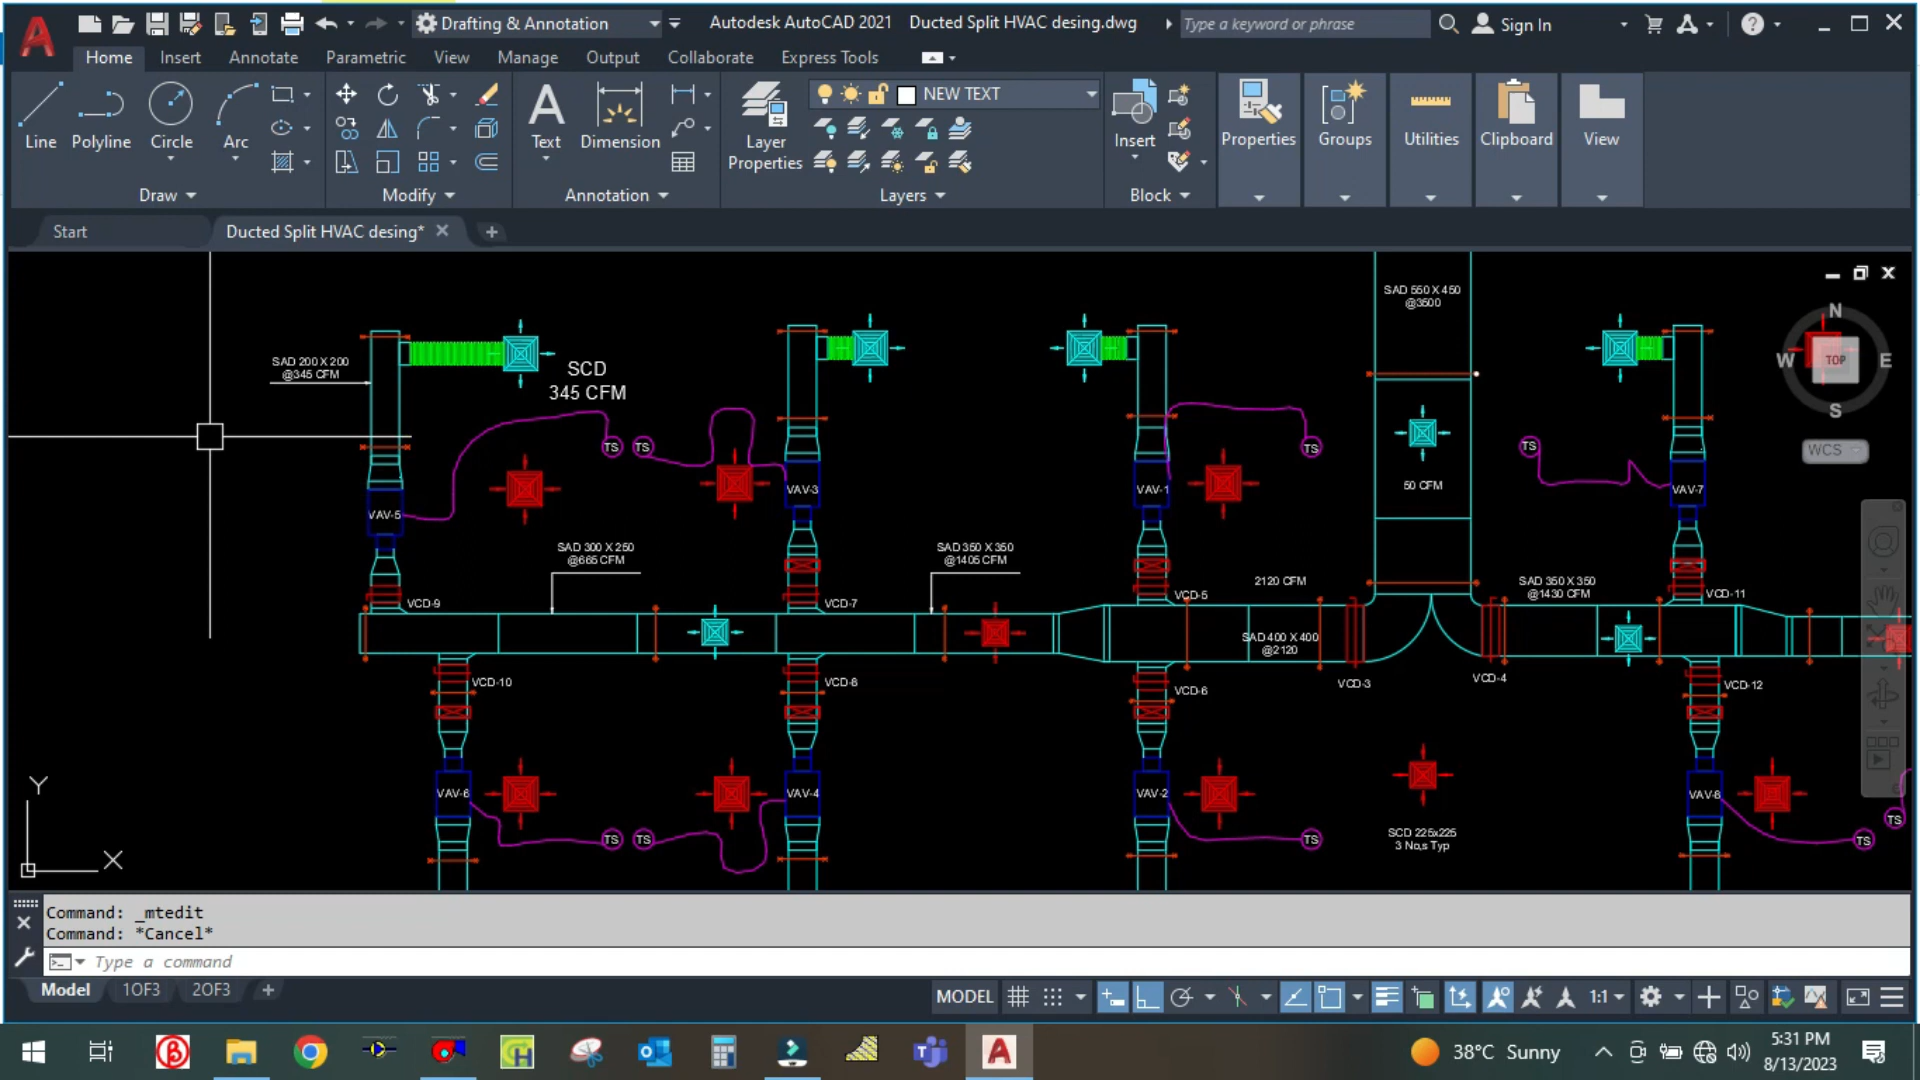 Drafting & Annotation
Autodesk AutoCAD 2021 Ducted Split HVAC desing.dwg
Type a keyword or phrase
Sign In
Home Insert Annotate Parametric View Manage Output Collaborate Express Tools
NEW TEXT
Line Polyline Circle Arc
Text Dimension
Layer
Properties
Insert
Properties Groups Utilities Clipboard View
Draw Modify Annotation Layers Block
Start
Ducted Split HVAC desing*
SAD 550 X 450
@3500
N
W TOP E
S
WCS
SAD 200 X 200
@345 CFM
SCD
345 CFM
TS TS TS TS
VAV-5 VAV-3 VAV-1 50 CFM VAV-7
SAD 300 X 250
@665 CFM
SAD 350 X 350
@1405 CFM
2120 CFM
SAD 350 X 350
@1430 CFM
VCD-9 VCD-7 VCD-5 VCD-11
SAD 400 X 400
@2120
VCD-10 VCD-8 VCD-6 VCD-3 VCD-4 VCD-12
VAV-6 VAV-4 VAV-2 VAV-8
TS TS TS TS TS
SCD 225x225
3 No,s Typ
Y
X
Command: _mtedit
Command: *Cancel*
Type a command
Model 1OF3 2OF3
MODEL
1:1
38°C Sunny
5:31 PM
8/13/2023